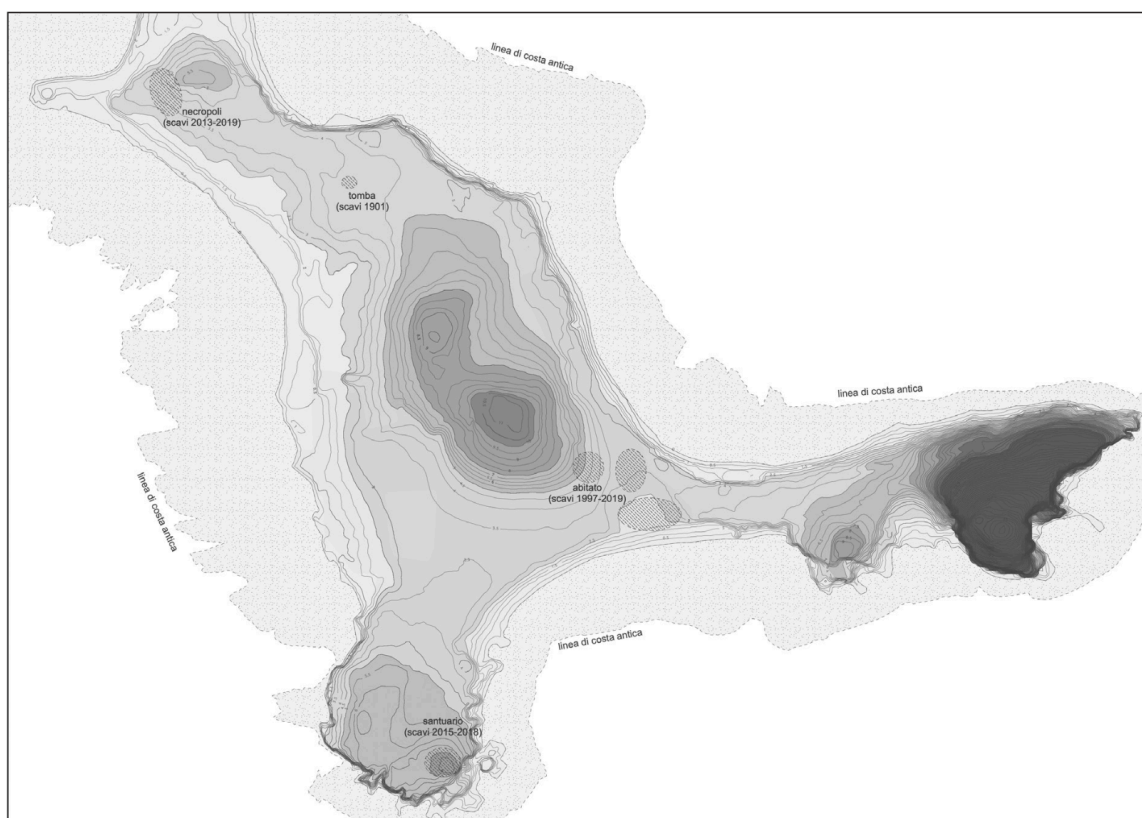 linea di costa antica
necropoli
(scavi 2013-2019)
tomba
(scavi 1901)
linea di costa antica
abitato
(scavi 1997-2019)
linea di costa antica
linea di costa antica
santuario
(scavi 2015-2018)